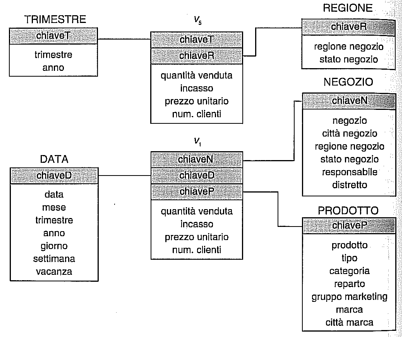 TRIMESTRE
chiaveT
trimestre
anno
V5
chiaveT
chiaveR
quantità venduta
incasso
prezzo unitario
num. clienti
REGIONE
chiaveR
regione negozio
stato negozio
NEGOZIO
chiaveN
negozio
città negozio
regione negozio
stato negozio
responsabile
distretto
DATA
chiaveD
data
mese
trimestre
anno
giorno
settimana
vacanza
V1
chiaveN
chiaveD
chiaveP
quantità venduta
incasso
prezzo unitario
num. clienti
PRODOTTO
chiaveP
prodotto
tipo
categoria
reparto
gruppo marketing
marca
città marca